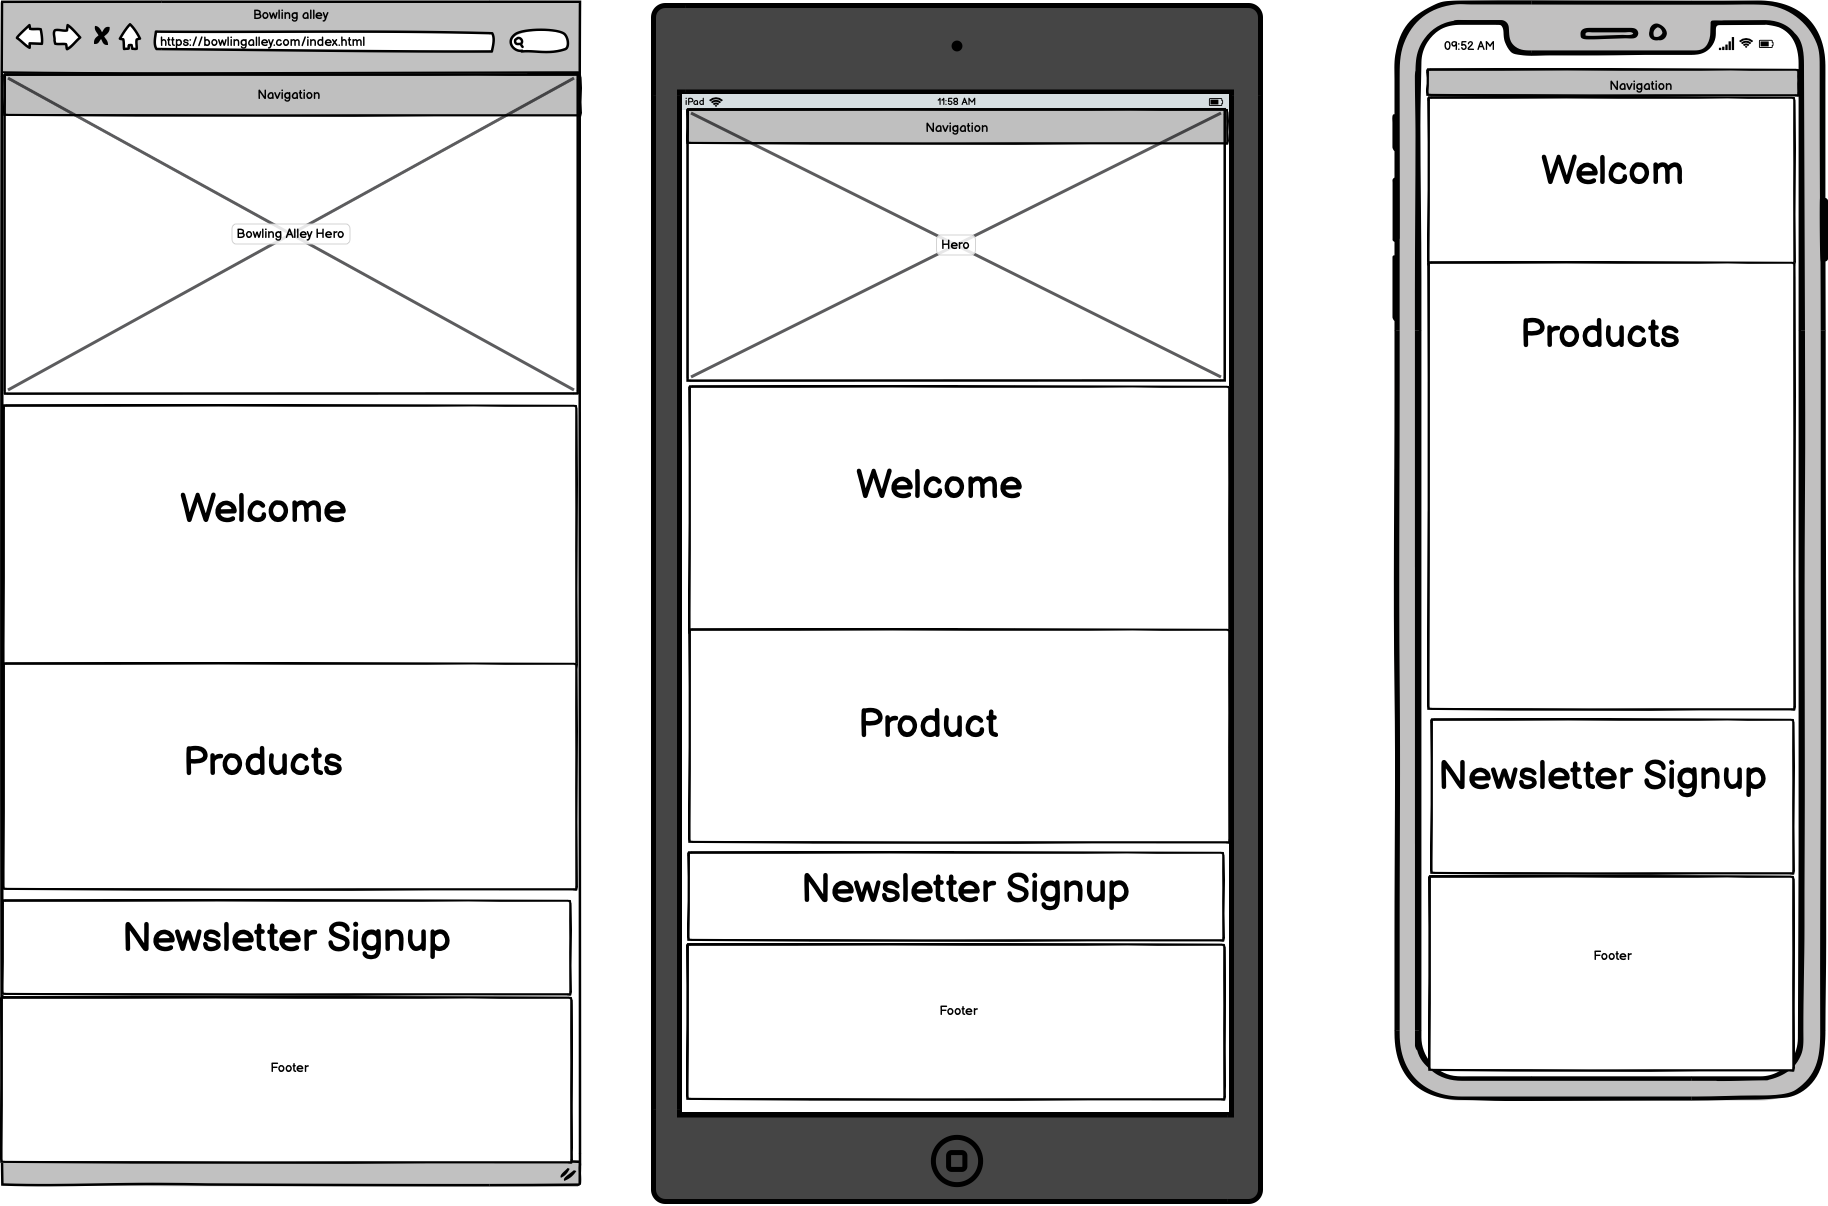 Bowling alley
https://bowlingalley.com/index.html
Navigation
Bowling Alley Hero
Welcome
Products
Newsletter Signup
Footer
iPad
11:58 AM
Navigation
Hero
Welcome
Product
Newsletter Signup
Footer
09:52 AM
Navigation
Welcom
Products
Newsletter Signup
Footer